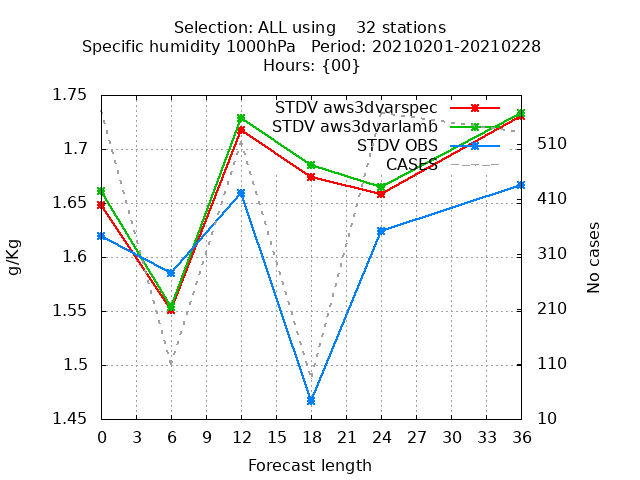 Selection: ALL using    32 stations
Specific humidity 1000hPa   Period: 20210201-20210228
Hours: {00}
STDV aws3dvarspec
STDV aws3dvarlamb
STDV OBS
CASES
1.75
1.7
1.65
1.6
1.55
1.5
1.45
g/Kg
510
410
310
210
110
10
No cases
0 3 6 9 12 15 18 21 24 27 30 33 36
Forecast length